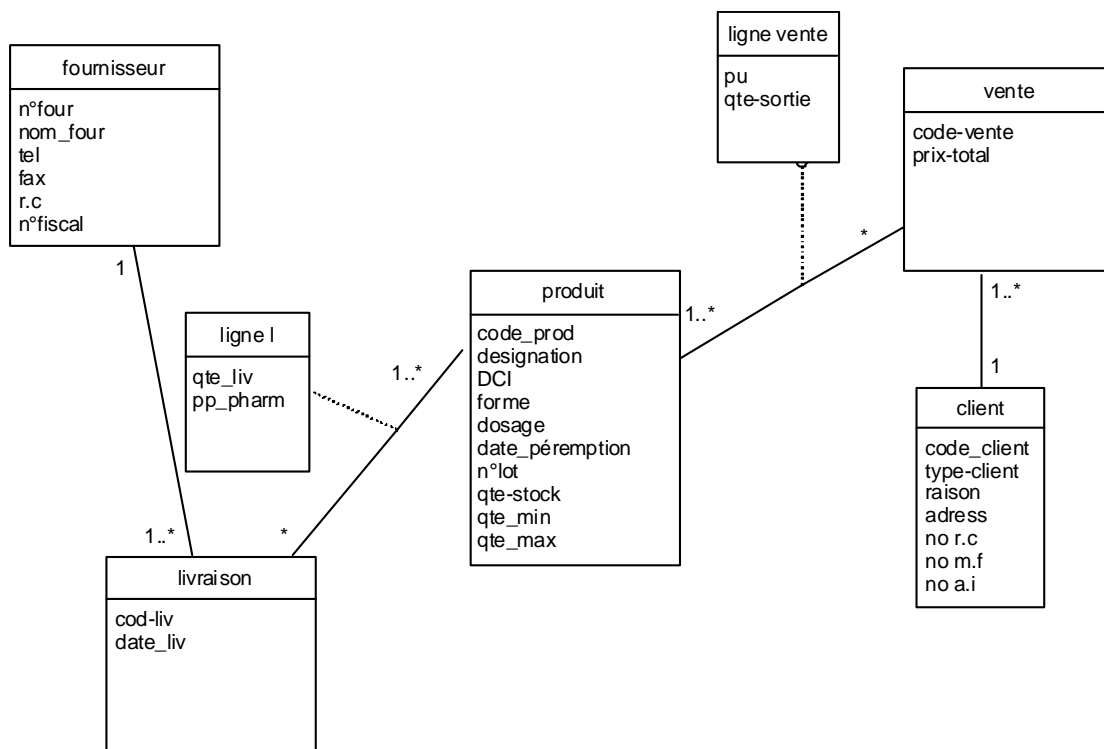 ligne vente
pu
qte-sortie
fournisseur
n°four
nom_four
tel
fax
r.c
n°fiscal
vente
code-vente
prix-total
1
*
1..*
produit
code_prod
designation
DCI
forme
dosage
date_péremption
n°lot
qte-stock
qte_min
qte_max
1..*
1
ligne l
qte_liv
pp_pharm
1..*
client
code_client
type-client
raison
adress
no r.c
no m.f
no a.i
1..*
*
livraison
cod-liv
date_liv